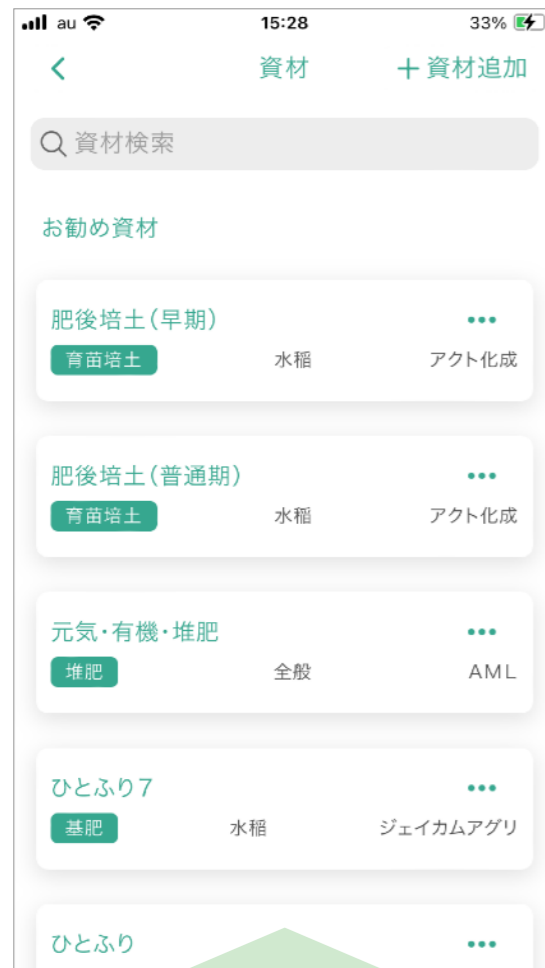 au 15:28 33%
資材 +資材追加
資材検索
お勧め資材
肥後培土(早期)
育苗培土 水稲 アクト化成
肥後培土(普通期)
育苗培土 水稲 アクト化成
元気・有機・堆肥
堆肥 全般 AML
ひとふり7
基肥 水稲 ジェイカムアグリ
ひとふり